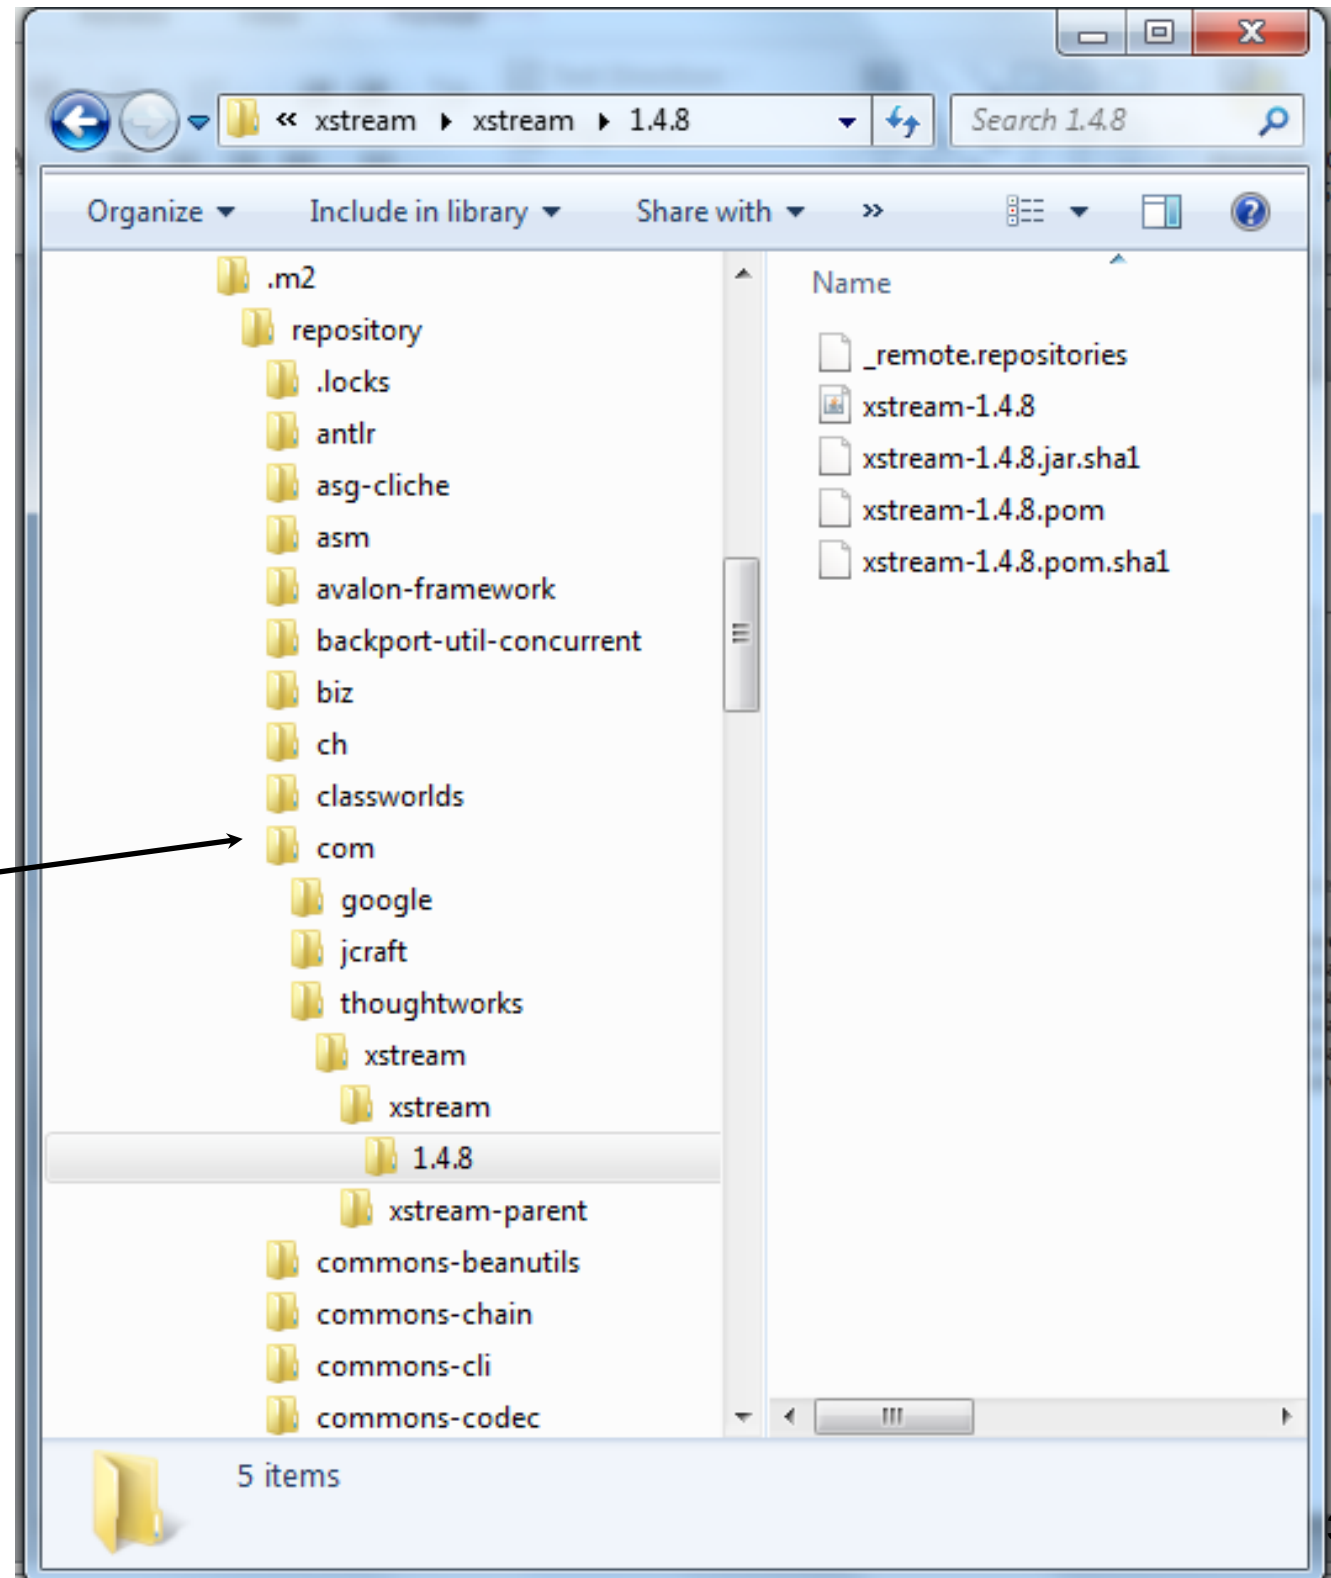 « xstream ▸ xstream ▸ 1.4.8
Search 1.4.8
Organize
Include in library
Share with
»
.m2
repository
.locks
antlr
asg-cliche
asm
avalon-framework
backport-util-concurrent
biz
ch
classworlds
com
google
jcraft
thoughtworks
xstream
xstream
1.4.8
xstream-parent
commons-beanutils
commons-chain
commons-cli
commons-codec
Name
_remote.repositories
xstream-1.4.8
xstream-1.4.8.jar.sha1
xstream-1.4.8.pom
xstream-1.4.8.pom.sha1
5 items